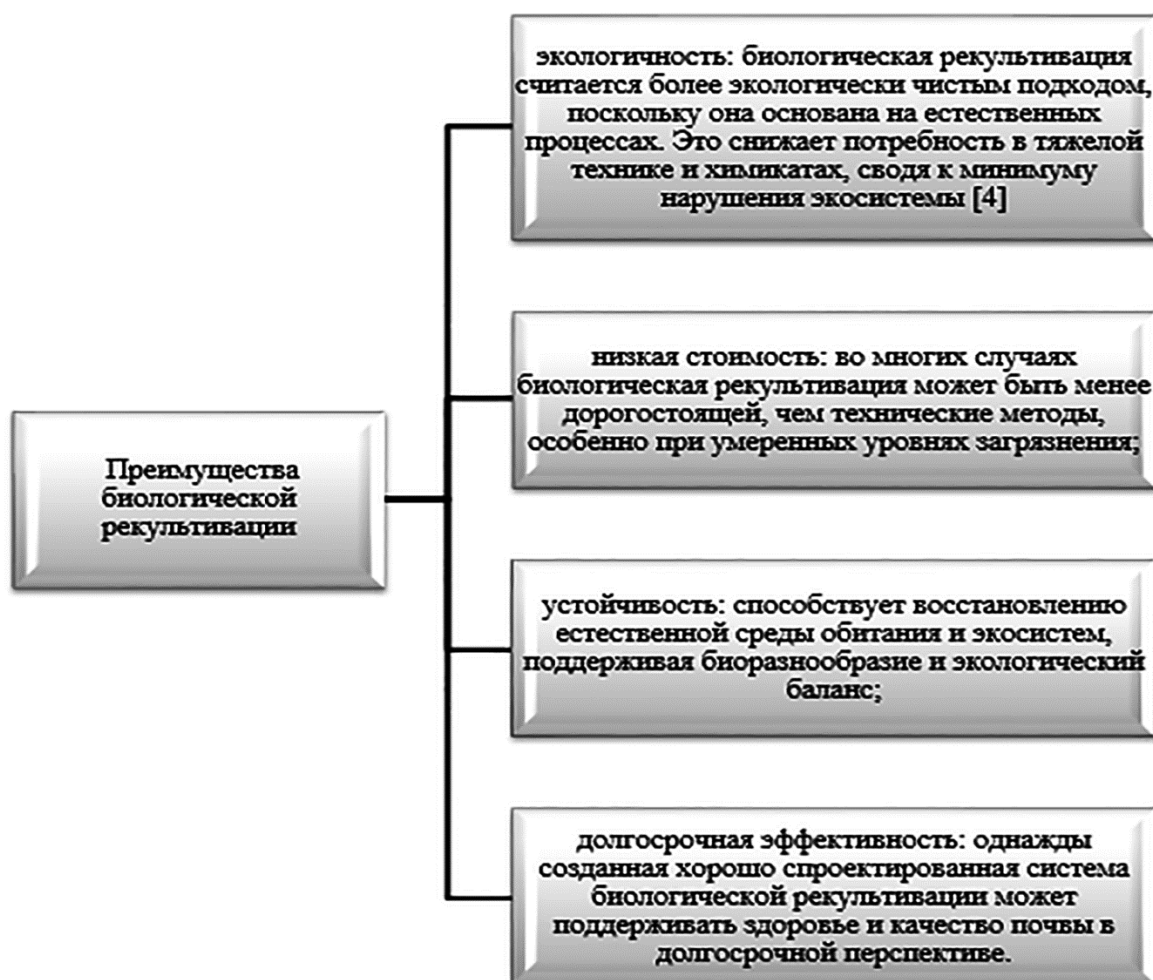 Преимущества
биологической
рекультивации
экологичность: биологическая рекультивация
считается более экологически чистым подходом,
поскольку она основана на естественных
процессах. Это снижает потребность в тяжелой
технике и химикатах, сводя к минимуму
нарушения экосистемы [4]
низкая стоимость: во многих случаях
биологическая рекультивация может быть менее
дорогостоящей, чем технические методы,
особенно при умеренных уровнях загрязнения;
устойчивость: способствует восстановлению
естественной среды обитания и экосистем,
поддерживая биоразнообразие и экологический
баланс;
долгосрочная эффективность: однажды
созданная хорошо спроектированная система
биологической рекультивации может
поддерживать здоровье и качество почвы в
долгосрочной перспективе.